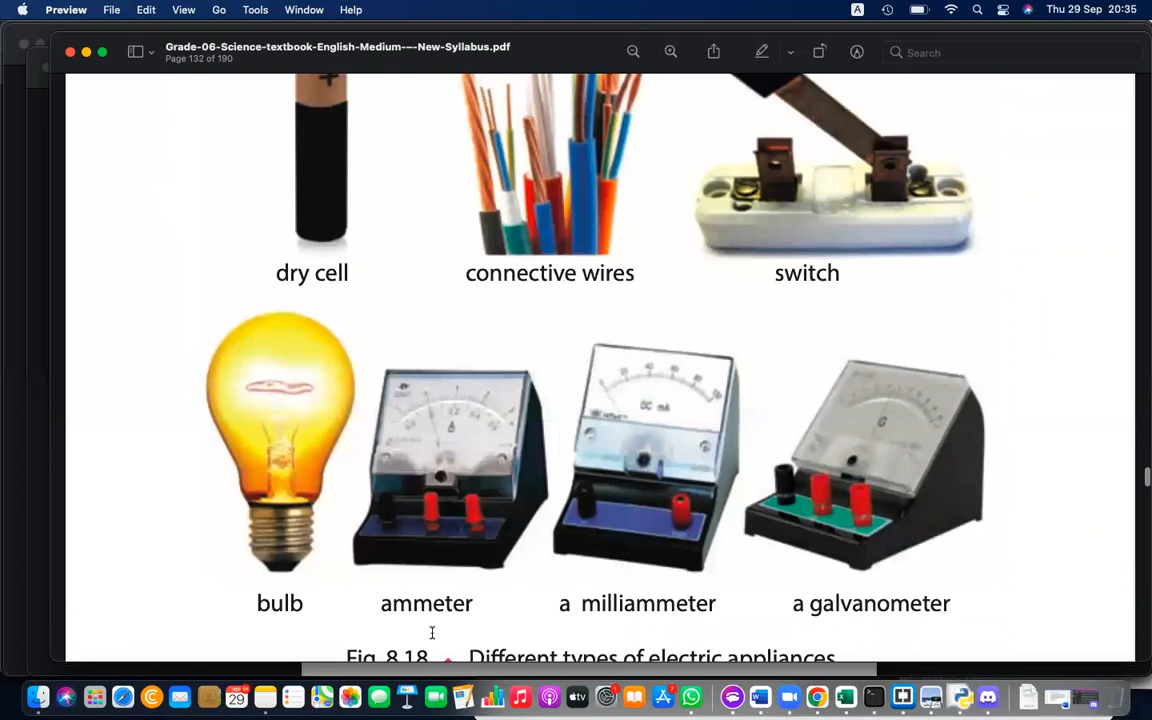 Preview File Edit View Go Tools Window Help A Thu 29 Sep 20:35
Grade-06-Science-textbook-English-Medium----New-Syllabus.pdf
Page 132 of 190
Search
dry cell connective wires switch
DC mA
G
bulb ammeter a milliammeter a galvanometer
Fig 8.18 Different types of electric appliances